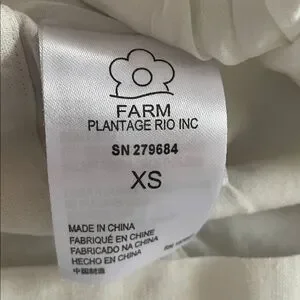 FARM
PLANTAGE RIO INC
SN 279684
XS
MADE IN CHINA
FABRIQUÉ EN CHINE
FABRICADO NA CHINA
HECHO EN CHINA
中国制造